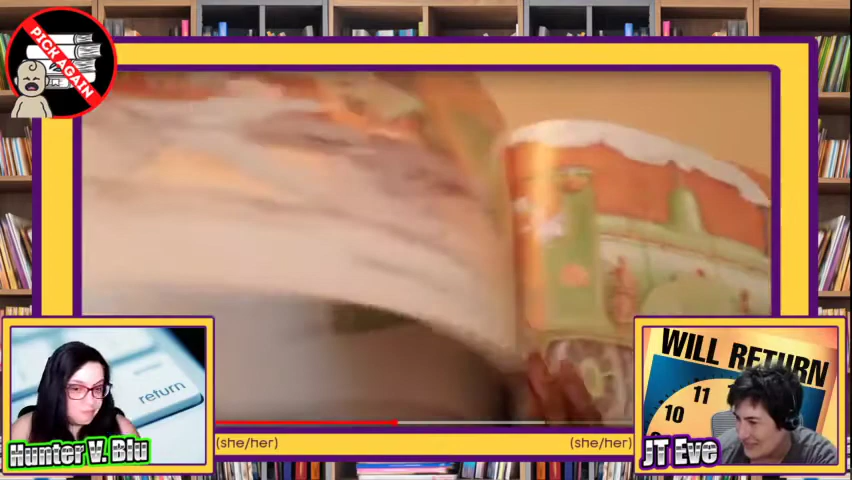 PICK AGAIN
return
WILL RETURN
11
10
Hunter V. Blu
(she/her)
(she/her)
JT Eve